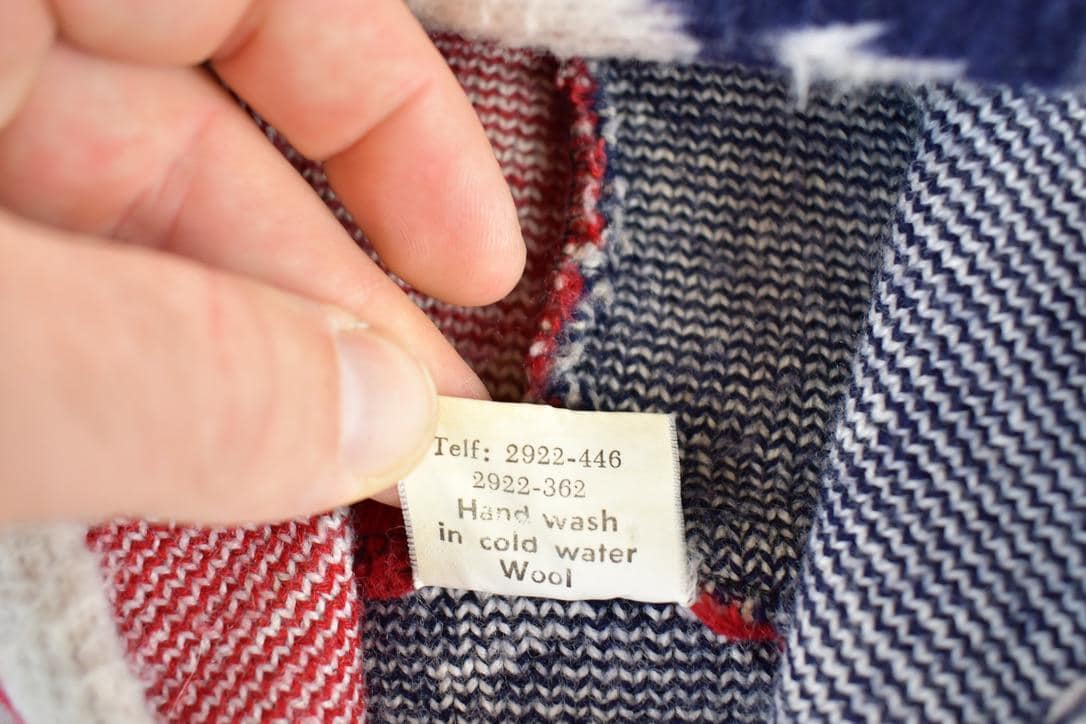 Telf: 2922-446
2922-362
Hand wash
in cold water
Wool